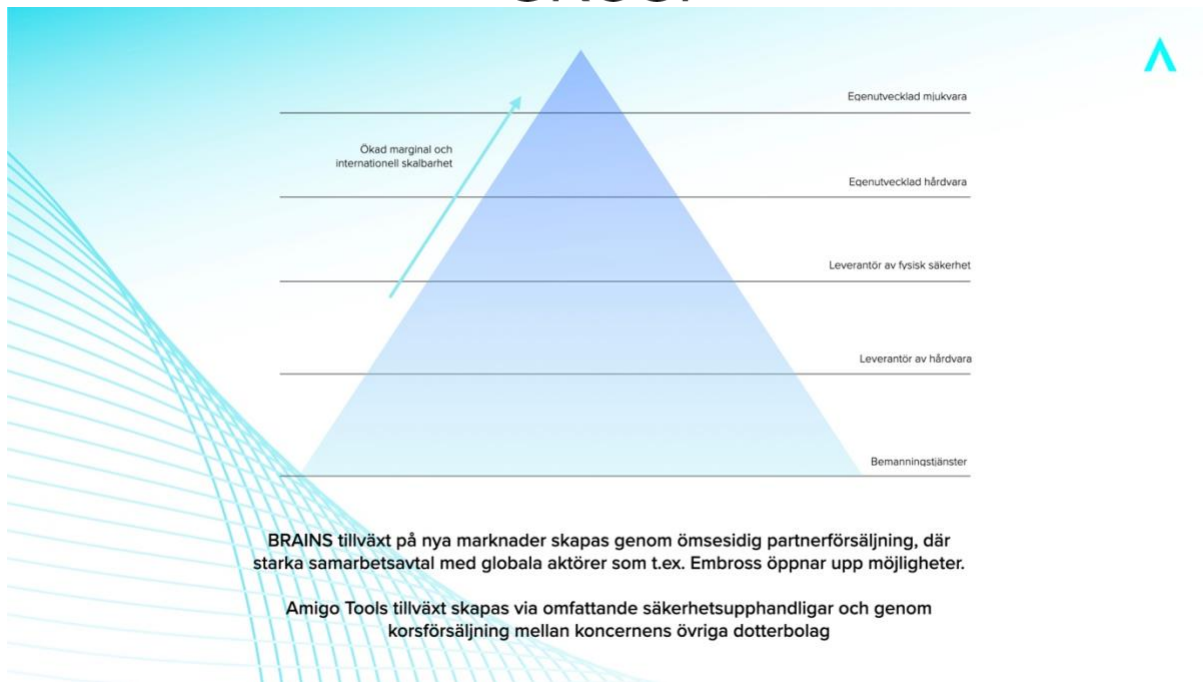 Egenutvecklad mjukvara
Ökad marginal och
internationell skalbarhet
Egenutvecklad hårdvara
Leverantör av fysisk säkerhet
Leverantör av hårdvara
Bemanningstjänster
BRAINS tillväxt på nya marknader skapas genom ömsesidig partnerförsäljning, där
starka samarbetsavtal med globala aktörer som t.ex. Embross öppnar upp möjligheter.
Amigo Tools tillväxt skapas via omfattande säkerhetsupphandligar och genom
korsförsäljning mellan koncernens övriga dotterbolag